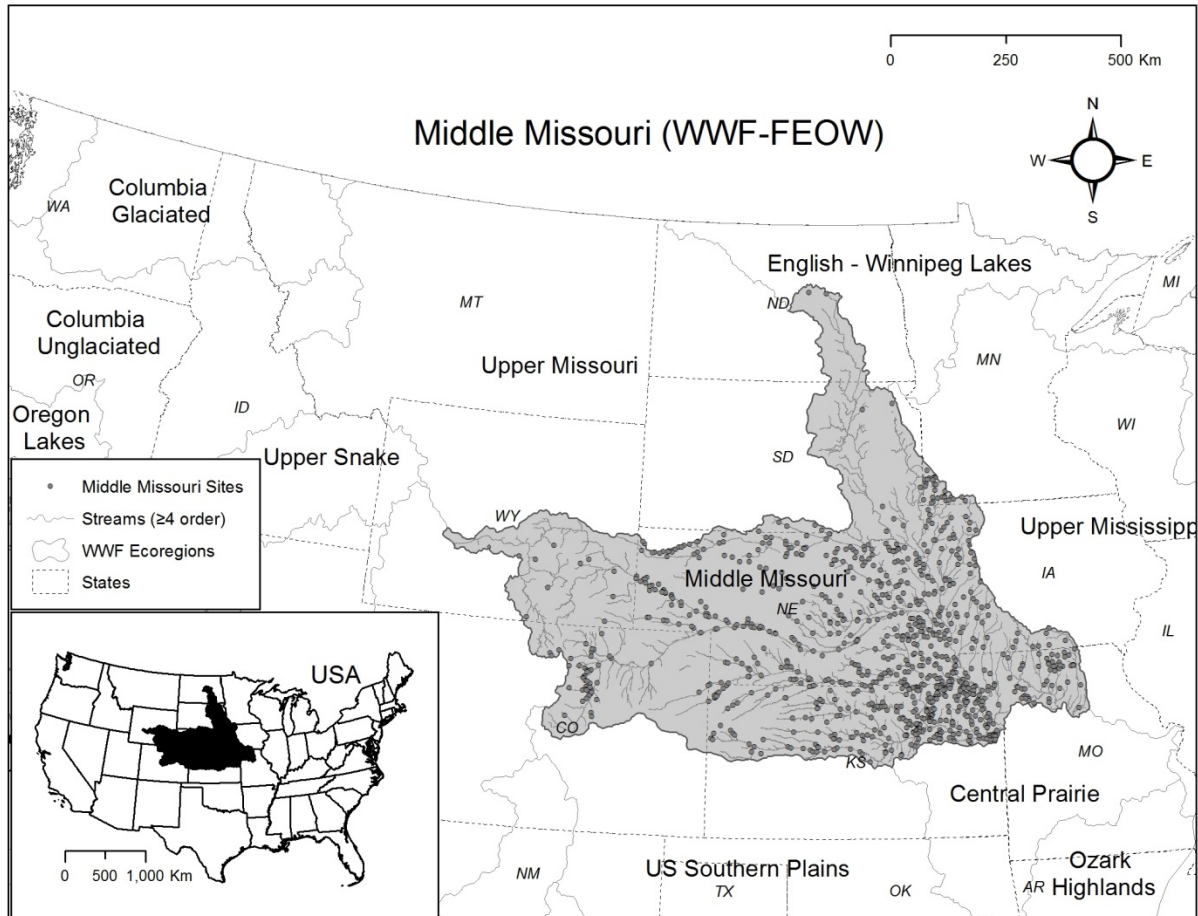 0 250 500 Km
Middle Missouri (WWF-FEOW)
N
W E
S
Columbia
Glaciated
WA
English - Winnipeg Lakes
MI
ND
MT
Columbia
Unglaciated
MN
Upper Missouri
OR
ID
Oregon
Lakes
WI
Upper Snake
SD
Middle Missouri Sites
Streams (≥4 order)
WWF Ecoregions
States
WY
Upper Mississipp
Middle Missouri
IA
NE
IL
USA
CO
MO
KS
Central Prairie
0 500 1,000 Km
NM
US Southern Plains
TX
OK
AR
Ozark
Highlands